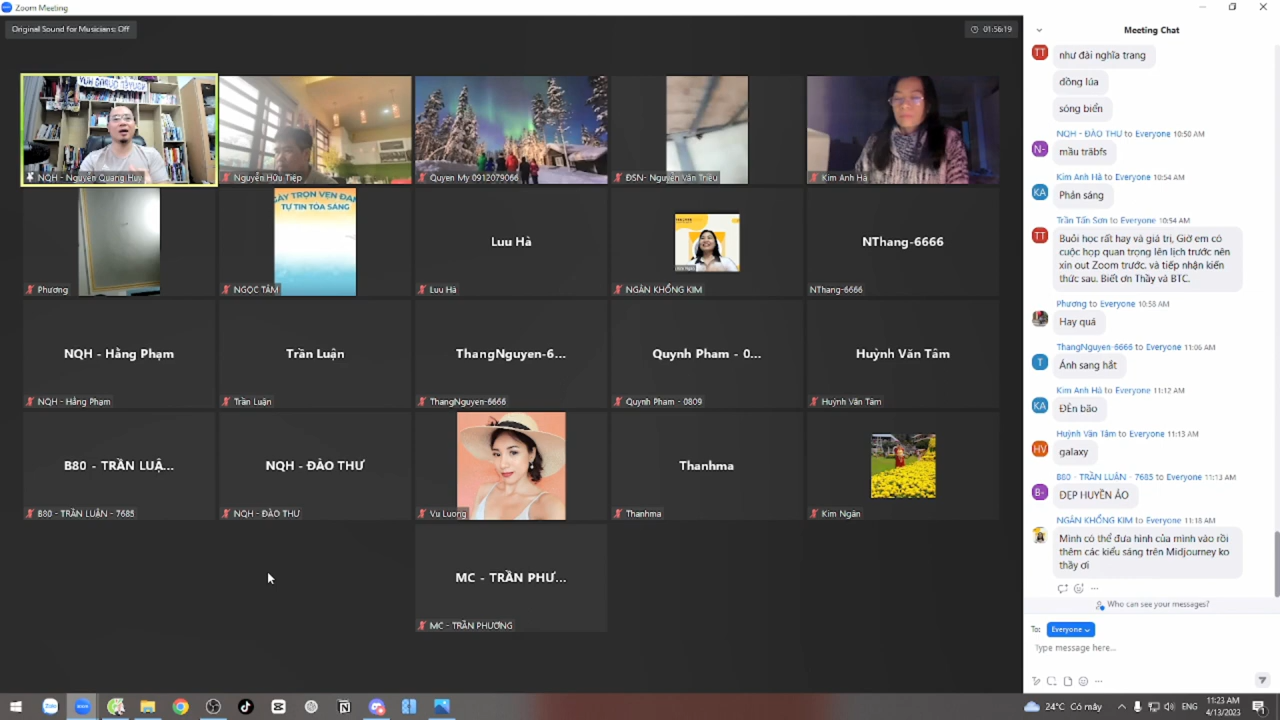 Zoom Meeting
Original Sound for Musicians: Off
01:56:19
NQH - Nguyễn Quang Huy
Nguyễn Hữu Tiệp
Quyen My 0912079066
ĐSN- Nguyễn Văn Triều
Kim Anh Hà
TỰ TIN TỎA SÁNG
Phương
NGỌC TÂM
Luu Hà
Luu Hà
NGÂN KHỔNG KIM
NThang-6666
NThang-6666
NQH - Hằng Phạm
NQH - Hằng Phạm
Trần Luận
Trần Luận
ThangNguyen-6...
ThangNguyen-6666
Quynh Pham - 0...
Quynh Pham - 0809
Huỳnh Văn Tâm
Huỳnh Văn Tâm
B80 - TRẦN LUẬ...
B80 - TRẦN LUẬN - 7685
NQH - ĐÀO THƯ
NQH - ĐÀO THƯ
Vu Luong
Thanhma
Thanhma
Kim Ngân
MC - TRẦN PHƯ...
MC - TRẦN PHƯƠNG
Meeting Chat
TT
như đài nghĩa trang
đồng lúa
sóng biển
NQH - ĐÀO THƯ to Everyone 10:50 AM
N-
mầu trăbfs
Kim Anh Hà to Everyone 10:54 AM
KA
Phản sáng
Trần Tấn Sơn to Everyone 10:54 AM
TT
Buổi học rất hay và giá trị, Giờ em có
cuộc họp quan trọng lên lịch trước nên
xin out Zoom trước. và tiếp nhận kiến
thức sau. Biết ơn Thầy và BTC.
Phương to Everyone 10:58 AM
Hay quá
ThangNguyen-6666 to Everyone 11:06 AM
T
Ánh sang hắt
Kim Anh Hà to Everyone 11:12 AM
KA
ĐÈn bão
Huỳnh Văn Tâm to Everyone 11:13 AM
HV
galaxy
B80 - TRẦN LUẬN - 7685 to Everyone 11:13 AM
B-
ĐẸP HUYỀN ẢO
NGÂN KHỔNG KIM to Everyone 11:18 AM
Mình có thể đưa hình của mình vào rồi
thêm các kiểu sáng trên Midjourney ko
thầy ơi
Who can see your messages?
To: Everyone
Type message here...
24°C Có mây
ENG
11:23 AM
4/13/2023